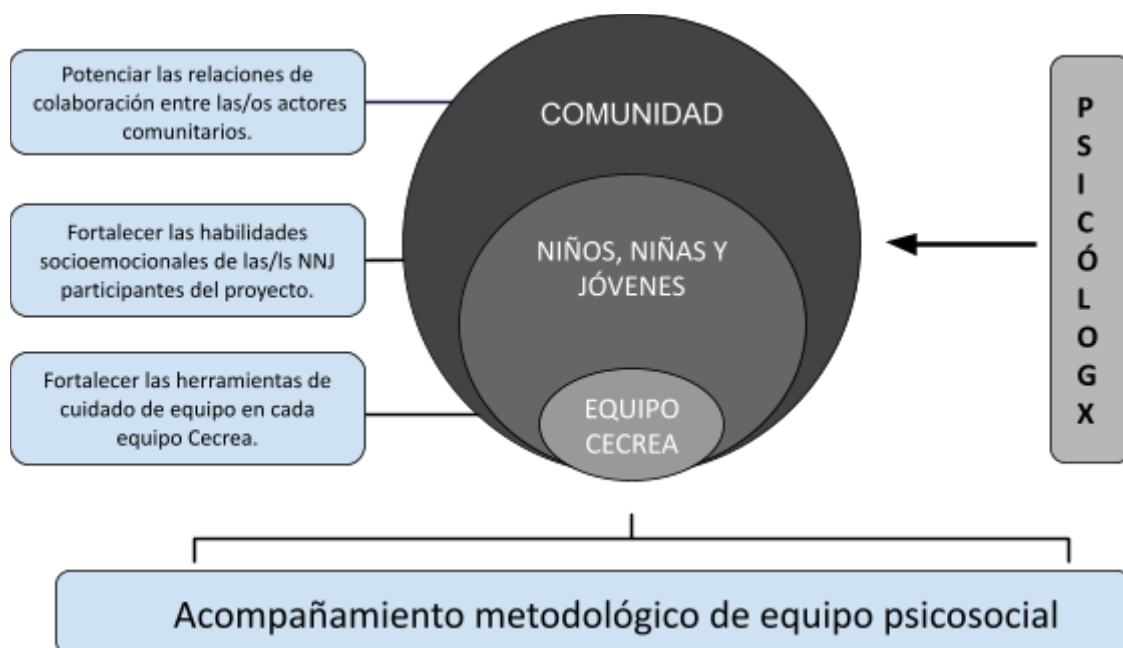 Potenciar las relaciones de
colaboración entre las/os actores
comunitarios.
COMUNIDAD
Fortalecer las habilidades
socioemocionales de las/ls NNJ
participantes del proyecto.
NIÑOS, NIÑAS Y
JÓVENES
Fortalecer las herramientas de
cuidado de equipo en cada
equipo Cecrea.
EQUIPO
CECREA
P
S
I
C
Ó
L
O
G
X
Acompañamiento metodológico de equipo psicosocial